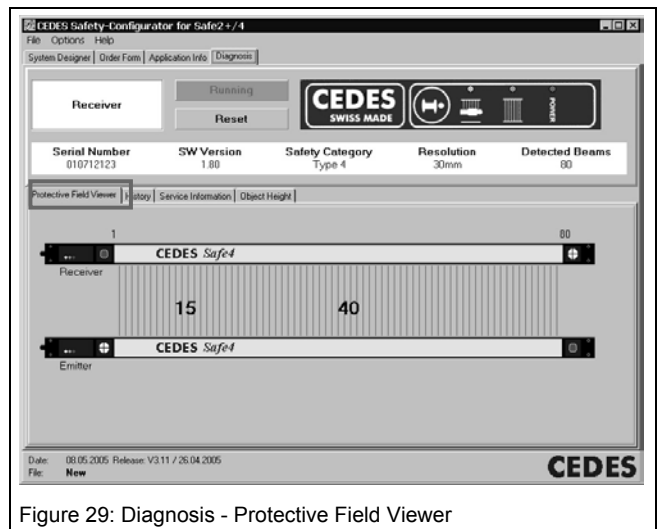 CEDES Safety-Configurator for Safe2+/4
File Options Help
System Designer Order Form Application Info Diagnosis
Receiver
Running
Reset
CEDES
SWISS MADE
POWER
Serial Number SW Version Safety Category Resolution Detected Beams
010712123 1.80 Type 4 30mm 80
Protective Field Viewer History Service Information Object Height
1 80
CEDES Safe4
Receiver
15 40
CEDES Safe4
Emitter
Date: 08.05.2005 Release: V3.11 / 26.04.2005
File: New
CEDES
Figure 29: Diagnosis - Protective Field Viewer